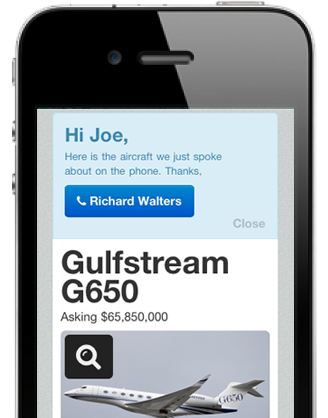 Hi Joe,
Here is the aircraft we just spoke
about on the phone. Thanks,
Richard Walters
Close
Gulfstream
G650
Asking $65,850,000
G650